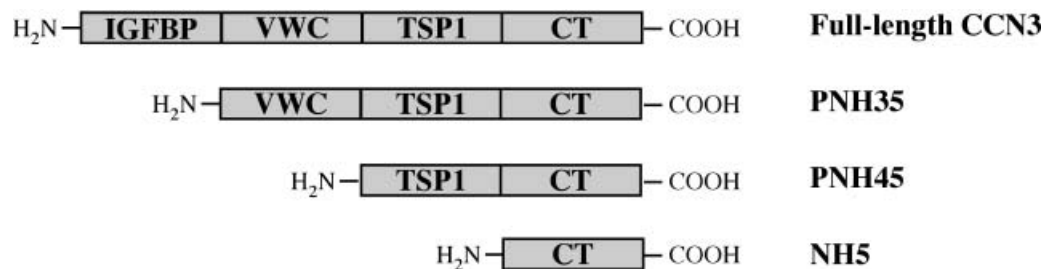 H₂N IGFBP VWC TSP1 CT COOH Full-length CCN3
H₂N VWC TSP1 CT COOH PNH35
H₂N TSP1 CT COOH PNH45
H₂N CT COOH NH5